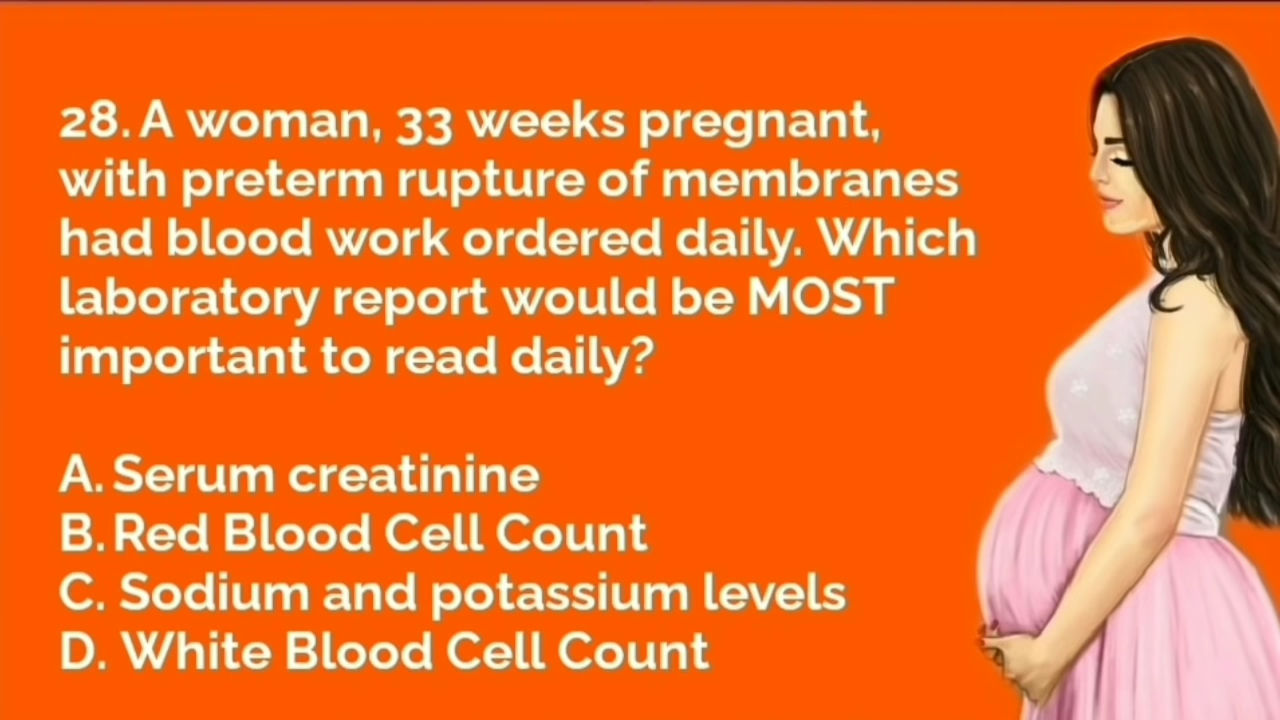 28. A woman, 33 weeks pregnant,
with preterm rupture of membranes
had blood work ordered daily. Which
laboratory report would be MOST
important to read daily?
A. Serum creatinine
B. Red Blood Cell Count
C. Sodium and potassium levels
D. White Blood Cell Count